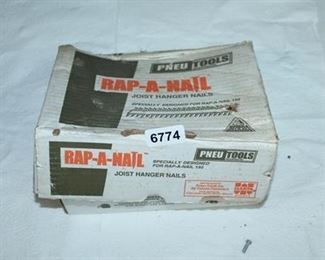 PNEU TOOLS
RAP-A-NAIL
JOIST HANGER NAILS
SPECIALLY DESIGNED FOR RAP-A-NAIL 150
6774
RAP-A-NAIL
SPECIALLY DESIGNED
FOR RAP-A-NAIL 150
JOIST HANGER NAILS
PNEU TOOLS